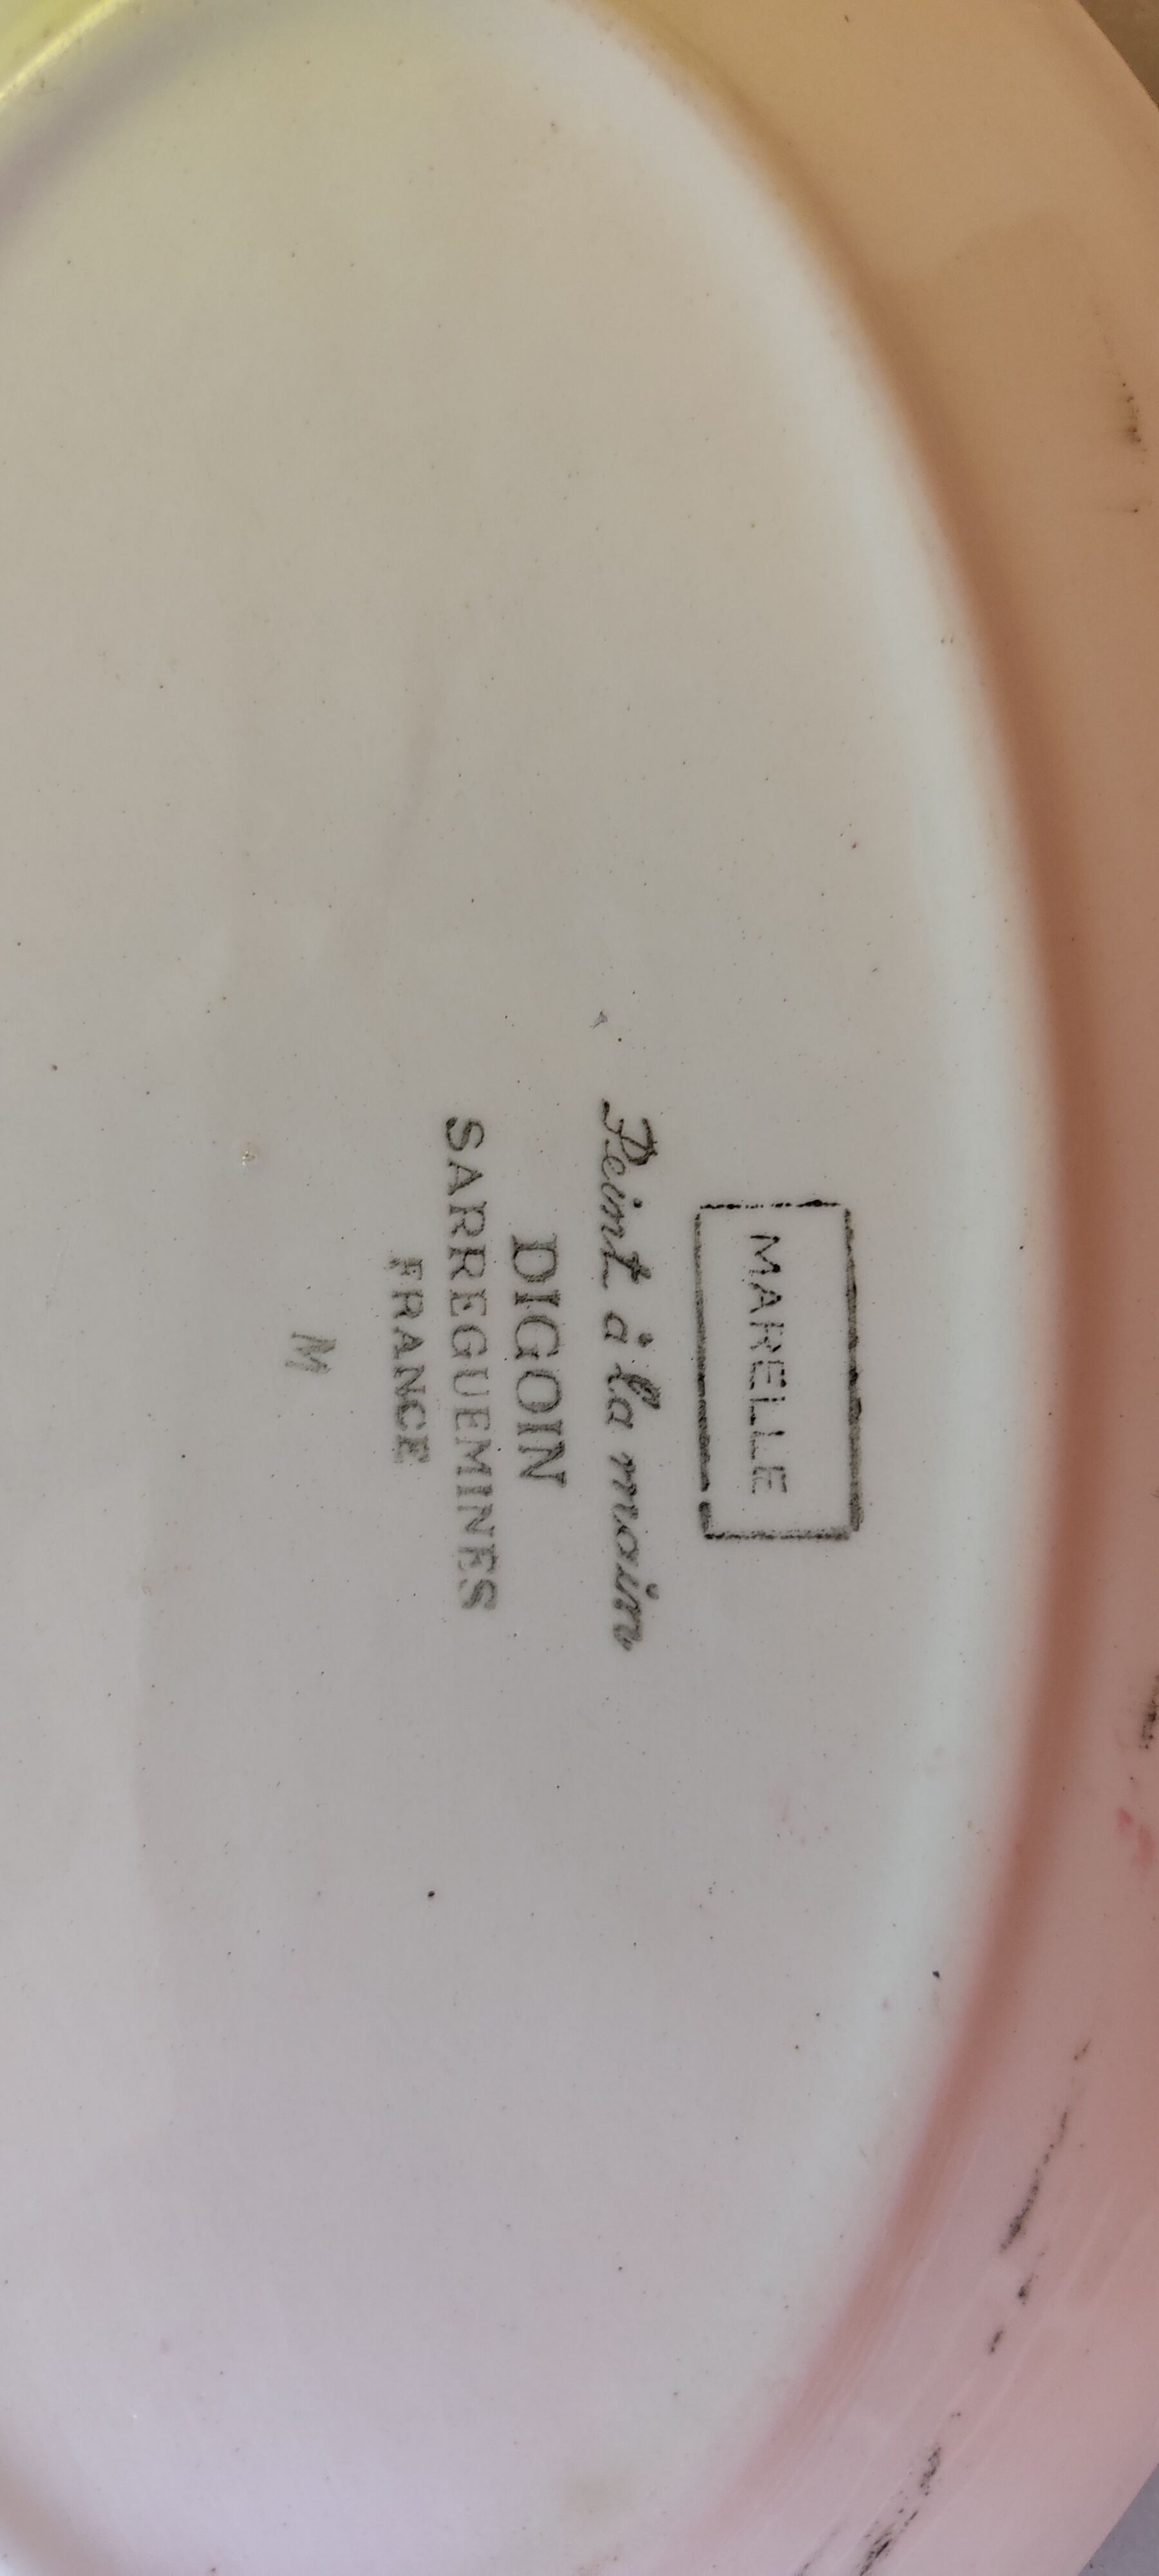 MARELLE
Peint à la main
DIGOIN
SARREGUEMINES
FRANCE
M